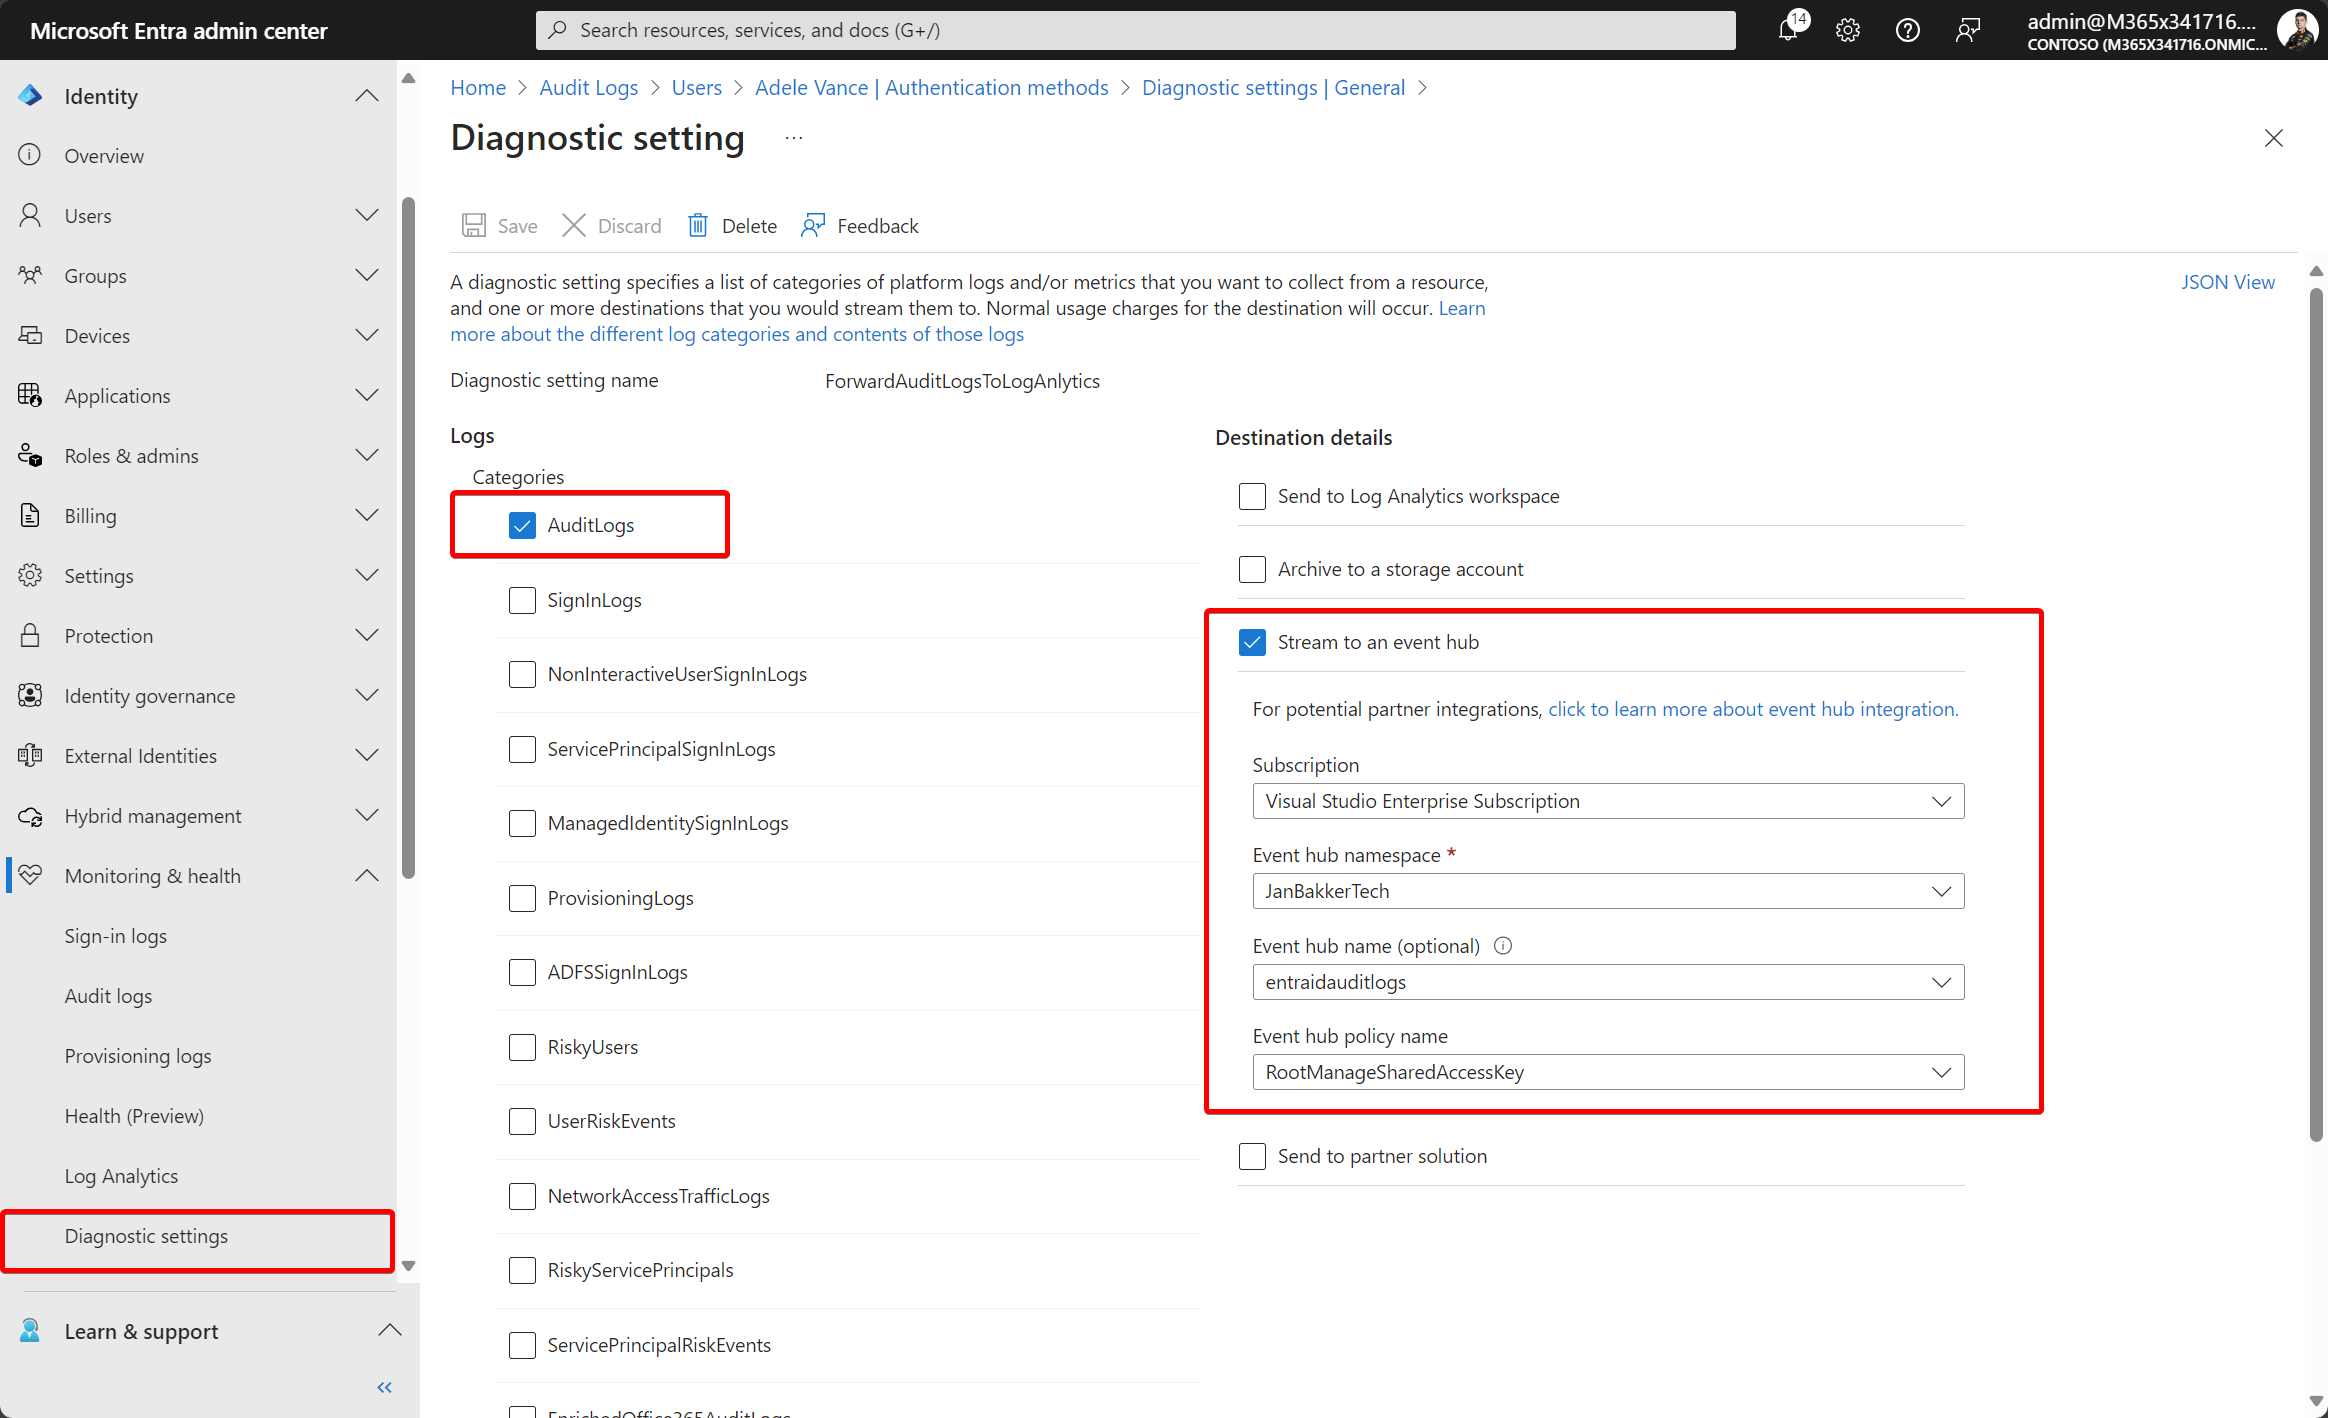 Microsoft Entra admin center
Search resources, services, and docs (G+/)
14
admin@M365x341716....
CONTOSO (M365X341716.ONMIC...
Identity
Overview
Users
Groups
Devices
Applications
Roles & admins
Billing
Settings
Protection
Identity governance
External Identities
Hybrid management
Monitoring & health
Sign-in logs
Audit logs
Provisioning logs
Health (Preview)
Log Analytics
Diagnostic settings
Learn & support
Home > Audit Logs > Users > Adele Vance | Authentication methods > Diagnostic settings | General >
Diagnostic setting ...
Save Discard Delete Feedback
A diagnostic setting specifies a list of categories of platform logs and/or metrics that you want to collect from a resource,
and one or more destinations that you would stream them to. Normal usage charges for the destination will occur. Learn
more about the different log categories and contents of those logs
JSON View
Diagnostic setting name ForwardAuditLogsToLogAnlytics
Logs
Categories
AuditLogs
SignInLogs
NonInteractiveUserSignInLogs
ServicePrincipalSignInLogs
ManagedIdentitySignInLogs
ProvisioningLogs
ADFSSignInLogs
RiskyUsers
UserRiskEvents
NetworkAccessTrafficLogs
RiskyServicePrincipals
ServicePrincipalRiskEvents
EnrichedOffice365AuditLogs
Destination details
Send to Log Analytics workspace
Archive to a storage account
Stream to an event hub
For potential partner integrations, click to learn more about event hub integration.
Subscription
Visual Studio Enterprise Subscription
Event hub namespace *
JanBakkerTech
Event hub name (optional)
entraidauditlogs
Event hub policy name
RootManageSharedAccessKey
Send to partner solution